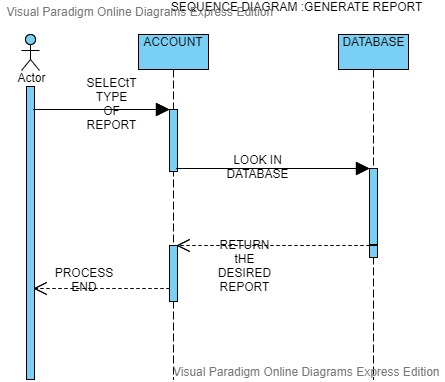 SEQUENCE DIAGRAM :GENERATE REPORT
Visual Paradigm Online Diagrams Express Edition
Actor
ACCOUNT
DATABASE
SELECtT
TYPE
OF
REPORT
LOOK IN
DATABASE
RETURN
tHE
DESIRED
REPORT
PROCESS
END
Visual Paradigm Online Diagrams Express Edition